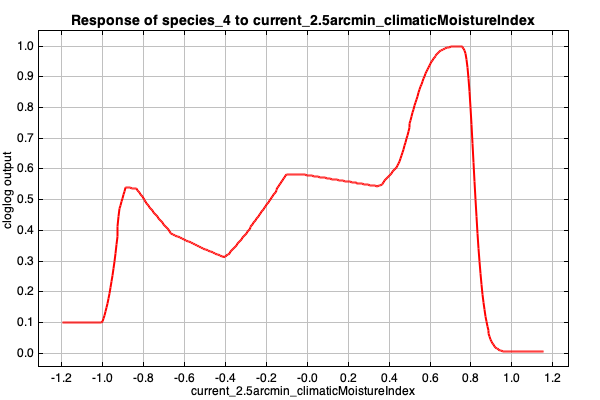 Response of species_4 to current_2.5arcmin_climaticMoistureIndex
cloglog output
1.0
0.9
0.8
0.7
0.6
0.5
0.4
0.3
0.2
0.1
0.0
-1.2 -1.0 -0.8 -0.6 -0.4 -0.2 -0.0 0.2 0.4 0.6 0.8 1.0 1.2
current_2.5arcmin_climaticMoistureIndex